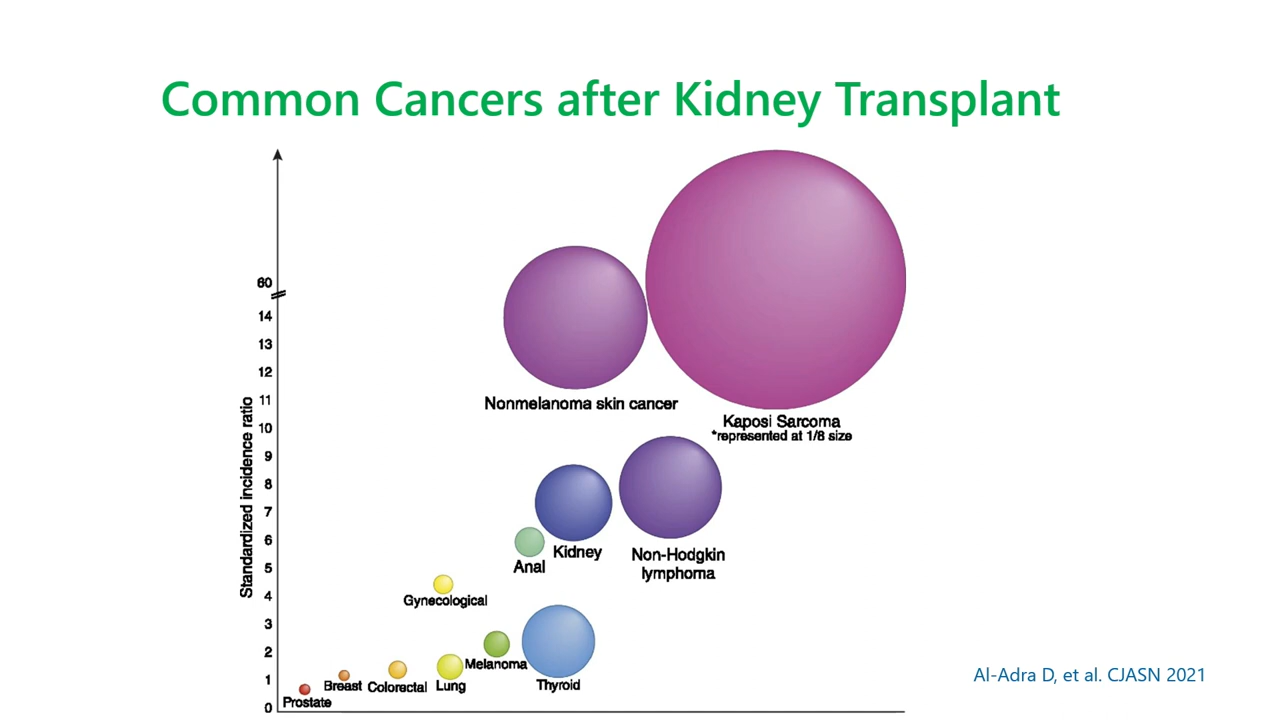 Common Cancers after Kidney Transplant
Standardized incidence ratio
60
14
13
12
11
10
9
8
7
6
5
4
3
2
1
0
Nonmelanoma skin cancer
Kaposi Sarcoma
*represented at 1/8 size
Kidney
Anal
Non-Hodgkin
lymphoma
Gynecological
Melanoma
Prostate
Breast
Colorectal
Lung
Thyroid
Al-Adra D, et al. CJASN 2021